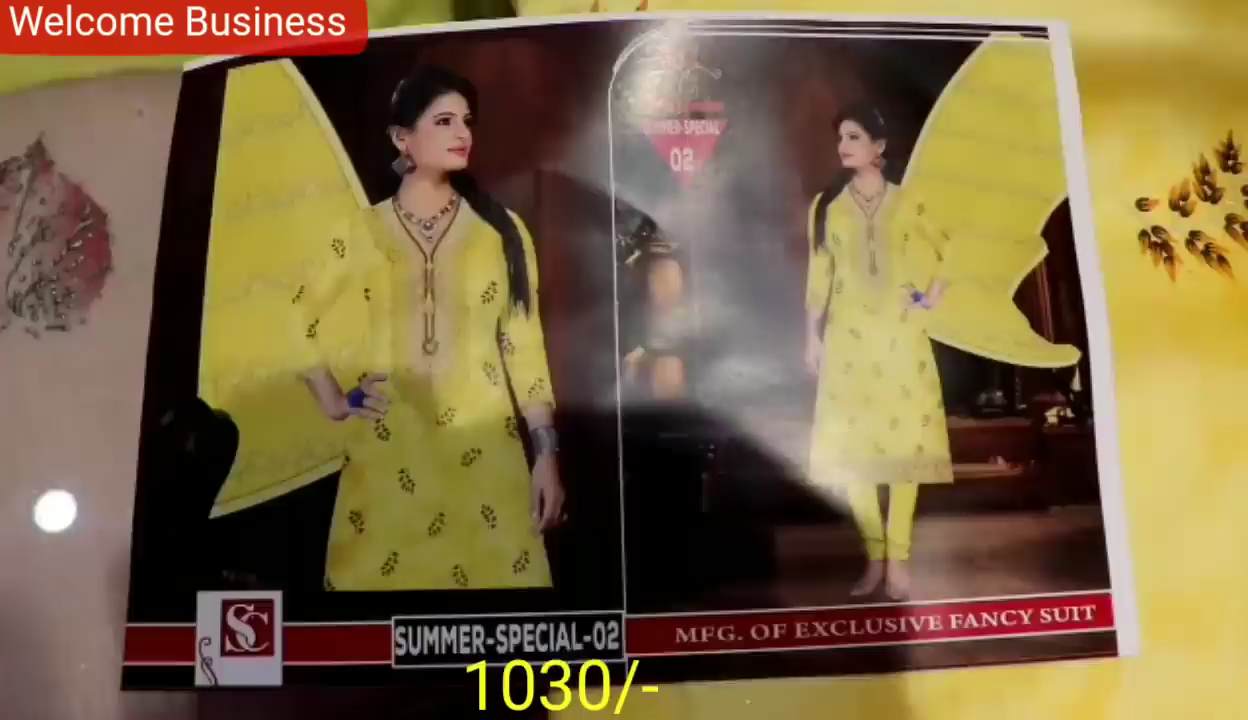 Welcome Business
SUMMER-SPECIAL
02
SC
SUMMER-SPECIAL-02
MFG. OF EXCLUSIVE FANCY SUIT
1030/-